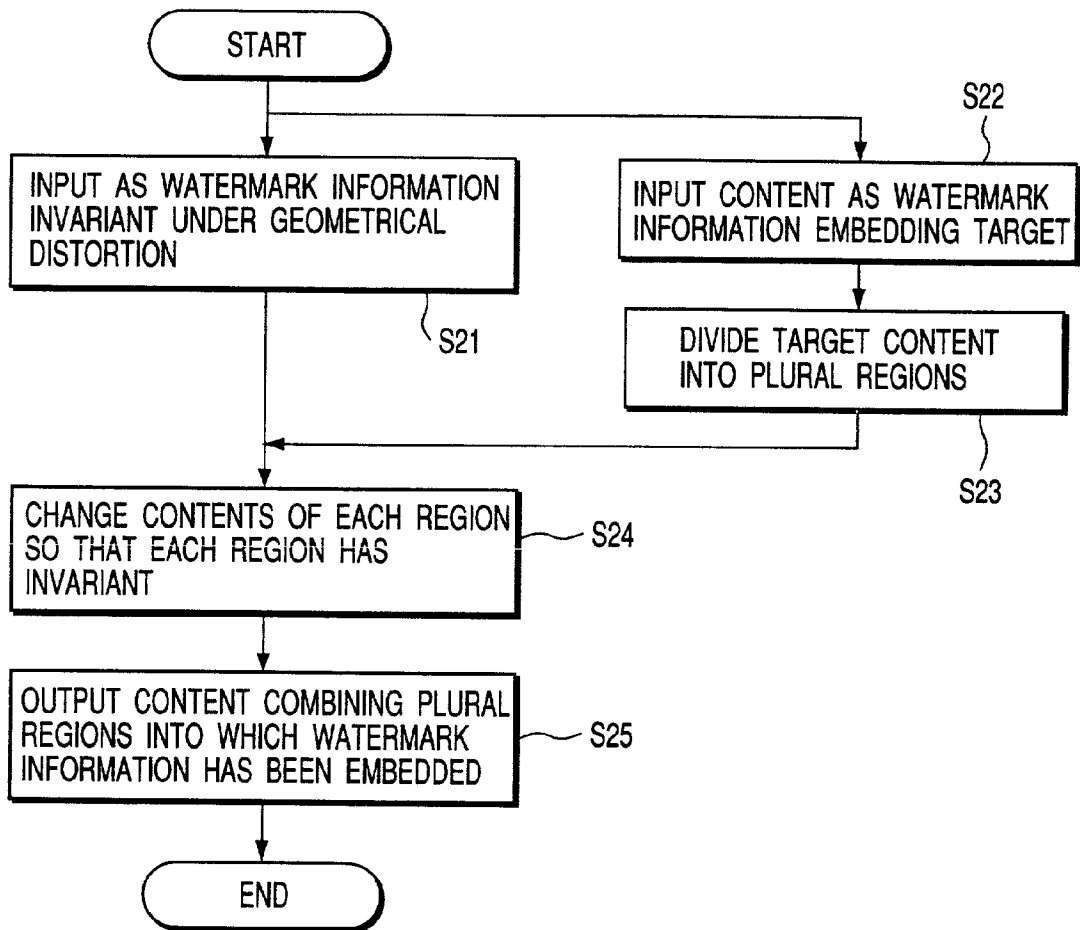 START
S22
INPUT AS WATERMARK INFORMATION
INVARIANT UNDER GEOMETRICAL
DISTORTION
S21
INPUT CONTENT AS WATERMARK
INFORMATION EMBEDDING TARGET
DIVIDE TARGET CONTENT
INTO PLURAL REGIONS
S23
CHANGE CONTENTS OF EACH REGION
SO THAT EACH REGION HAS
INVARIANT
S24
OUTPUT CONTENT COMBINING PLURAL
REGIONS INTO WHICH WATERMARK
INFORMATION HAS BEEN EMBEDDED
S25
END